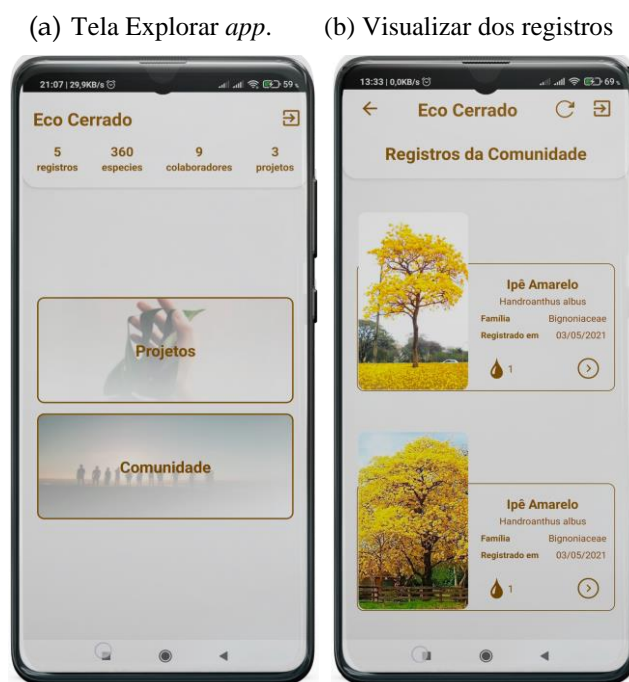 (a) Tela Explorar app.
(b) Visualizar dos registros
21:07 | 29,9KB/s
59
Eco Cerrado
5 360 9 3
registros especies colaboradores projetos
Projetos
Comunidade
13:33 | 0,0KB/s
69
Eco Cerrado
Registros da Comunidade
Ipê Amarelo
Handroanthus albus
Família Bignoniaceae
Registrado em 03/05/2021
1
Ipê Amarelo
Handroanthus albus
Família Bignoniaceae
Registrado em 03/05/2021
1